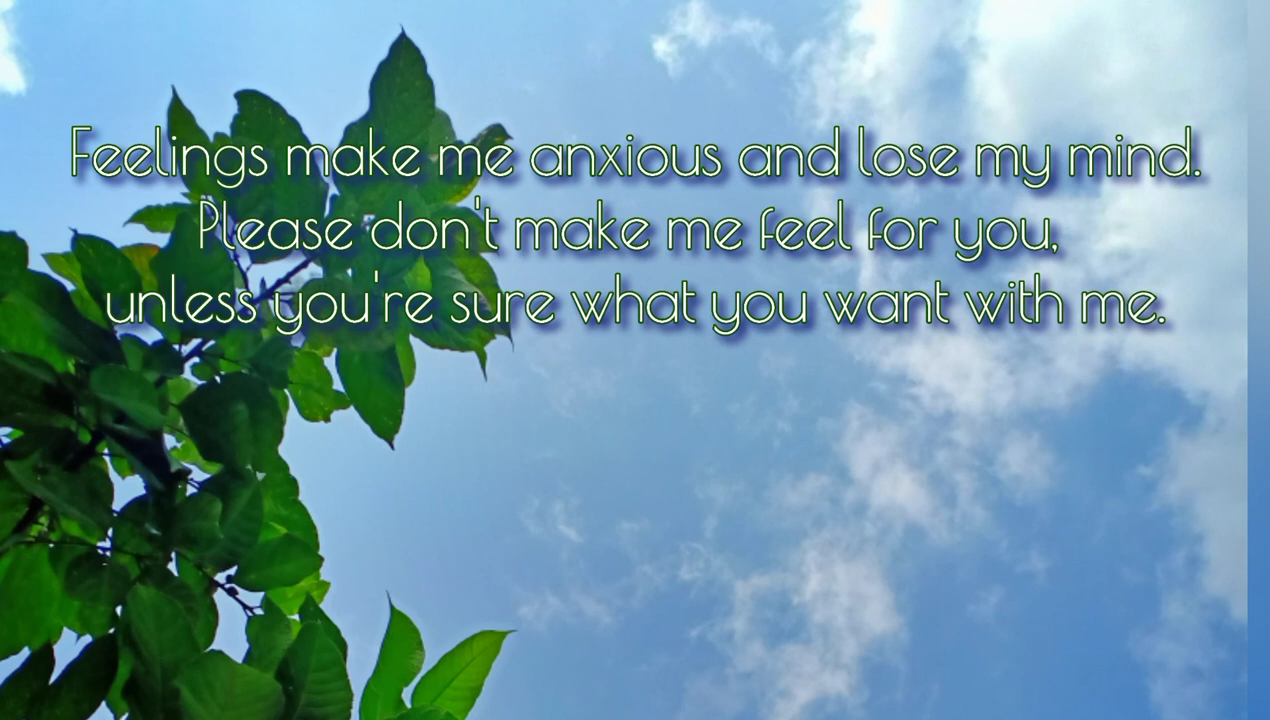 Feelings make me anxious and lose my mind.
Please don't make me feel for you,
unless you're sure what you want with me.